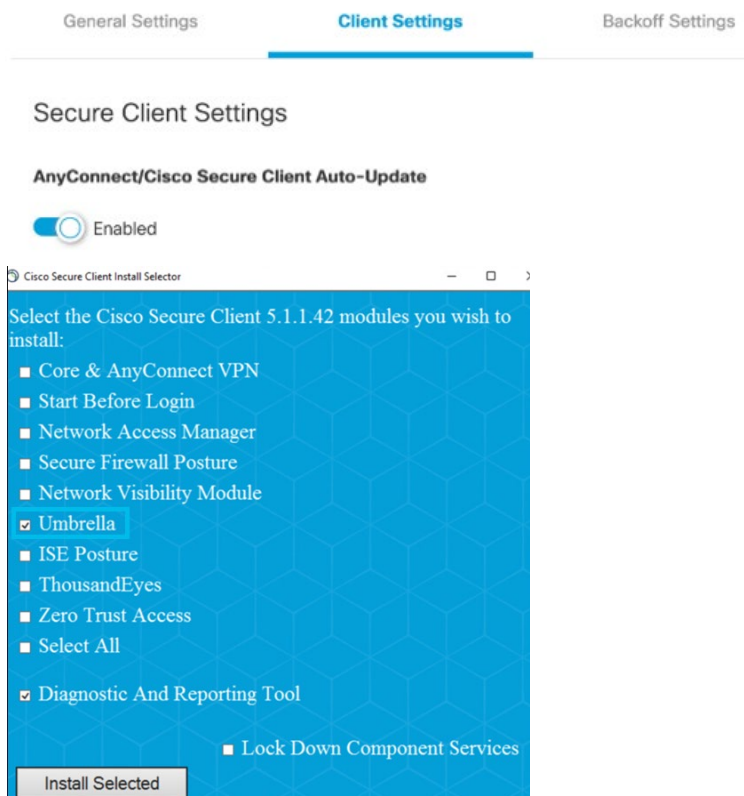 General Settings Client Settings Backoff Settings
Secure Client Settings
AnyConnect/Cisco Secure Client Auto-Update
Enabled
Cisco Secure Client Install Selector
Select the Cisco Secure Client 5.1.1.42 modules you wish to
install:
Core & AnyConnect VPN
Start Before Login
Network Access Manager
Secure Firewall Posture
Network Visibility Module
Umbrella
ISE Posture
ThousandEyes
Zero Trust Access
Select All
Diagnostic And Reporting Tool
Lock Down Component Services
Install Selected